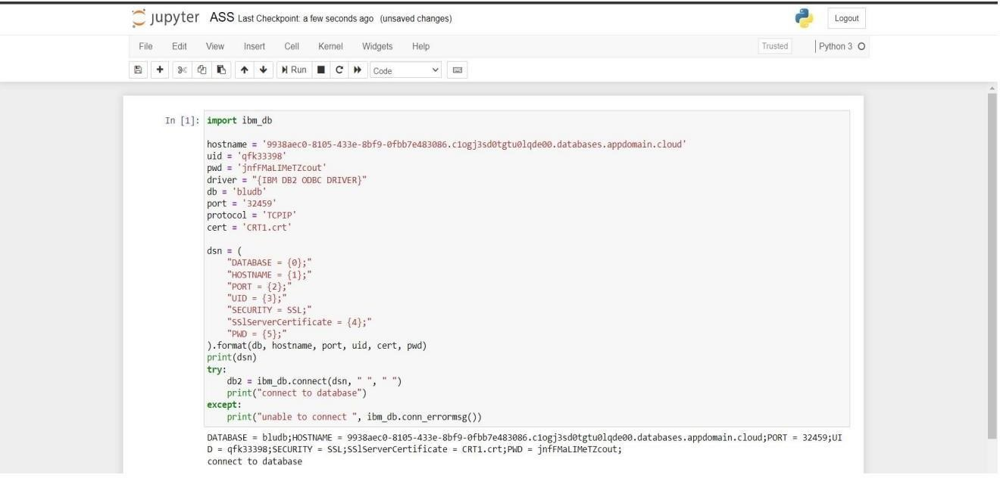 jupyter ASS Last Checkpoint: a few seconds ago (unsaved changes)
Logout
File Edit View Insert Cell Kernel Widgets Help
Trusted
Python 3
Run
Code
In [1]: import ibm_db
hostname = '9938aec0-8105-433e-8bf9-0fbb7e483086.c1ogj3sd0tgtu0lqde00.databases.appdomain.cloud'
uid = 'qfk33398'
pwd = 'jnfFMaLIMeTZcout'
driver = "{IBM DB2 ODBC DRIVER}"
db = 'bludb'
port = '32459'
protocol = 'TCPIP'
cert = 'CRT1.crt'
dsn = (
"DATABASE = {0};"
"HOSTNAME = {1};"
"PORT = {2};"
"UID = {3};"
"SECURITY = SSL;"
"SSlServerCertificate = {4};"
"PWD = {5};"
).format(db, hostname, port, uid, cert, pwd)
print(dsn)
try:
db2 = ibm_db.connect(dsn, " ", " ")
print("connect to database")
except:
print("unable to connect ", ibm_db.conn_errormsg())
DATABASE = bludb;HOSTNAME = 9938aec0-8105-433e-8bf9-0fbb7e483086.c1ogj3sd0tgtu0lqde00.databases.appdomain.cloud;PORT = 32459;UI
D = qfk33398;SECURITY = SSL;SSlServerCertificate = CRT1.crt;PWD = jnfFMaLIMeTZcout;
connect to database